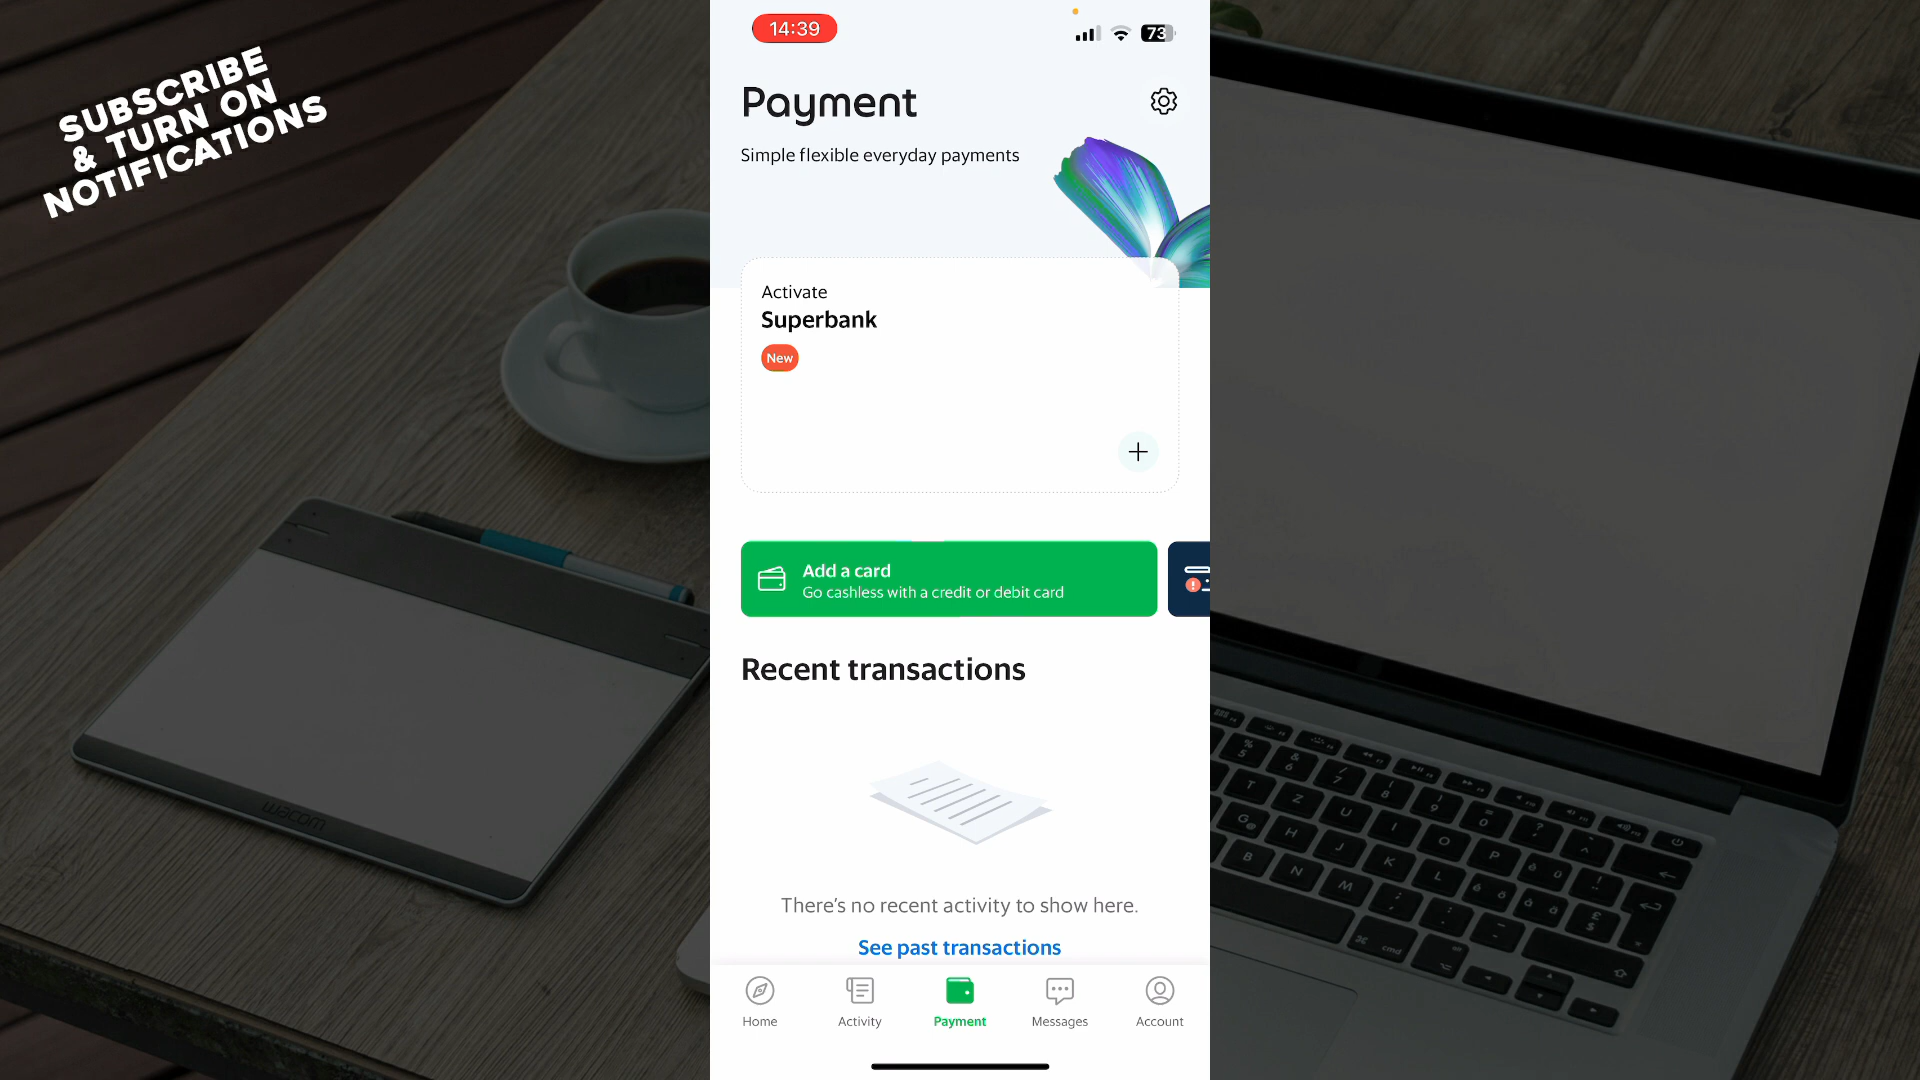 SUBSCRIBE
& TURN ON
NOTIFICATIONS
14:39
73
Payment
Simple flexible everyday payments
Activate
Superbank
New
Add a card
Go cashless with a credit or debit card
Recent transactions
There's no recent activity to show here.
See past transactions
Home
Activity
Payment
Messages
Account
wacom